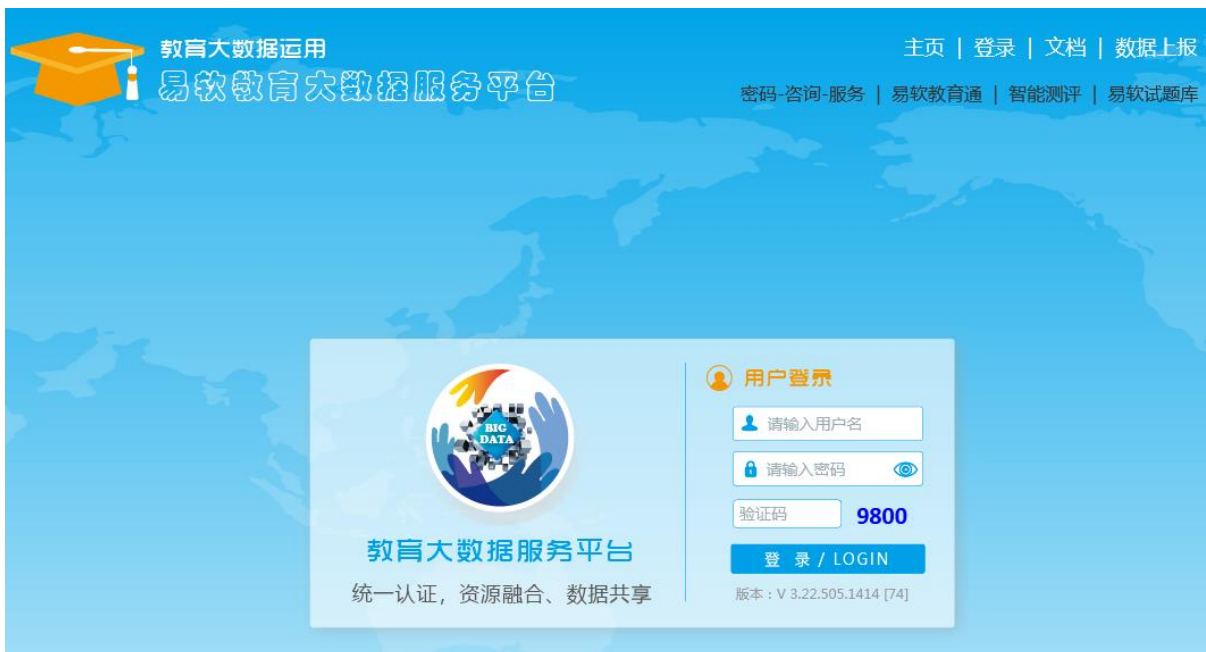 教育大数据运用
易软教育大数据服务平台
主页 | 登录 | 文档 | 数据上报
密码-咨询-服务 | 易软教育通 | 智能测评 | 易软试题库
BIG
DATA
教育大数据服务平台
统一认证，资源融合、数据共享
用户登录
请输入用户名
请输入密码
验证码 9800
登 录 / LOGIN
版本：V 3.22.505.1414 [74]